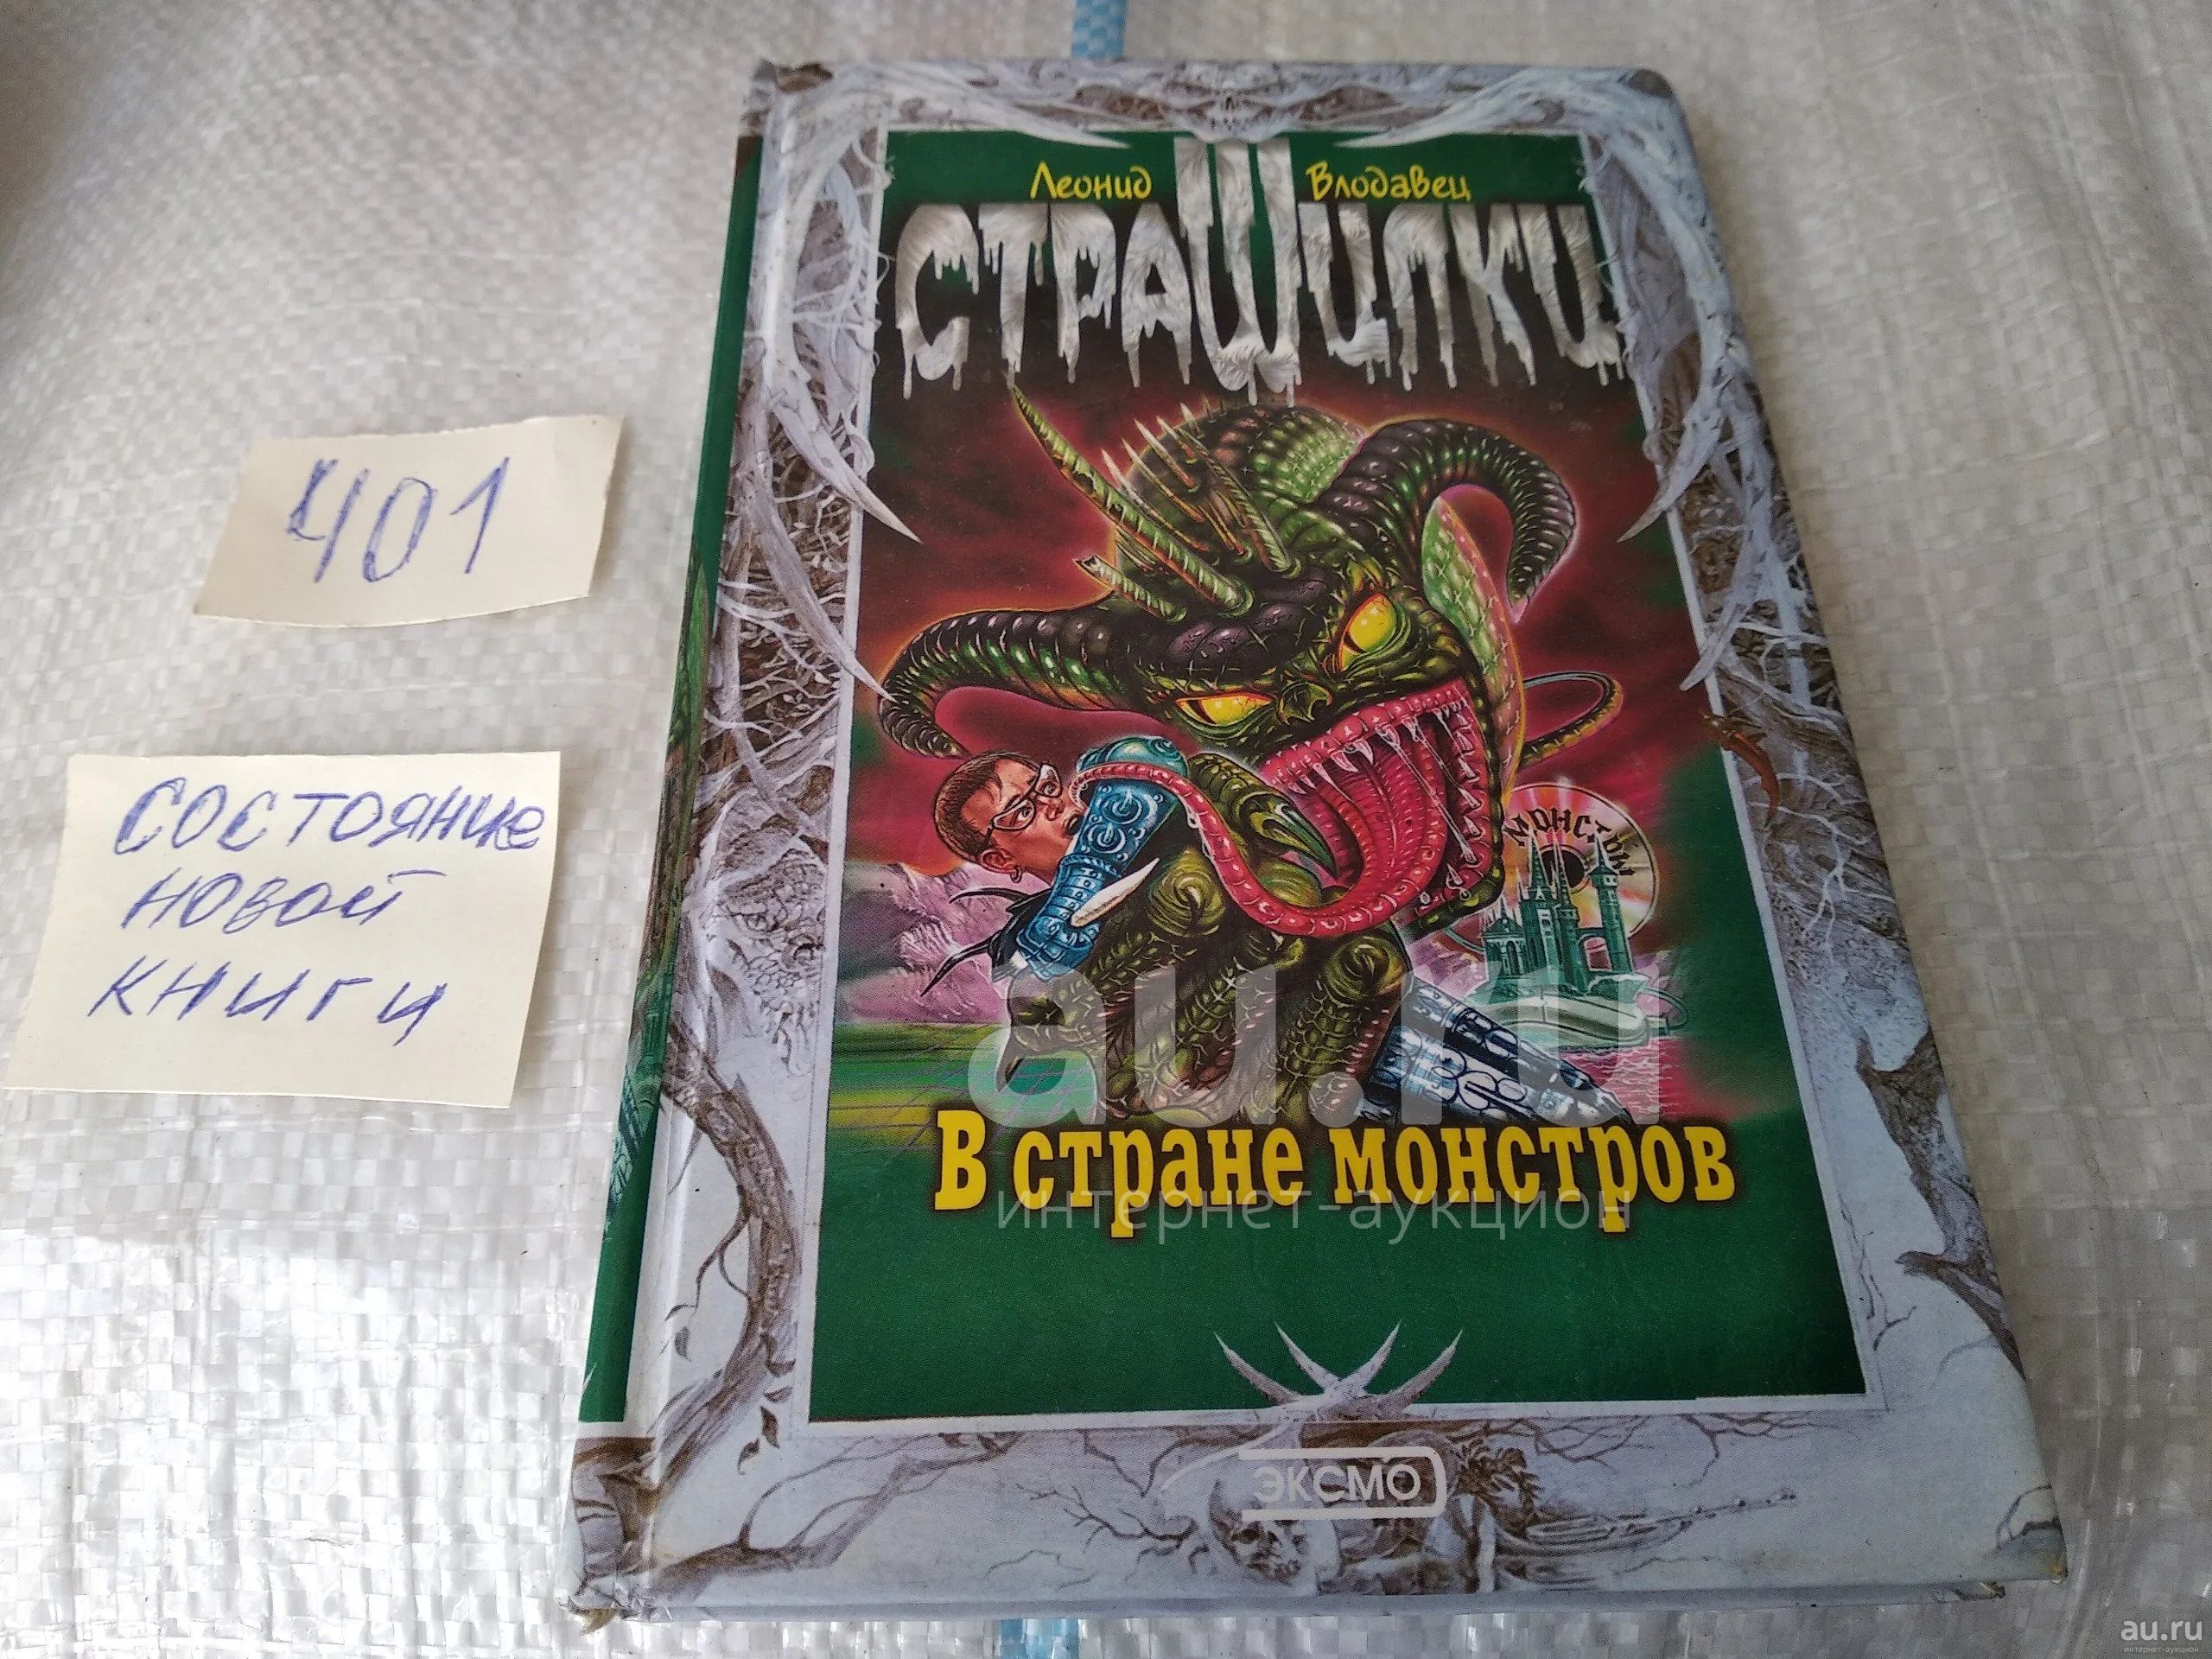 Леонид Влодавец
СТРАШИЛКИ
401
СОСТОЯНИЕ
НОВОЙ
КНИГИ
МОНСТРЫ
au.ru
В стране монстров
интернет-аукцион
ЭКСМО
au.ru
интернет-аукцион